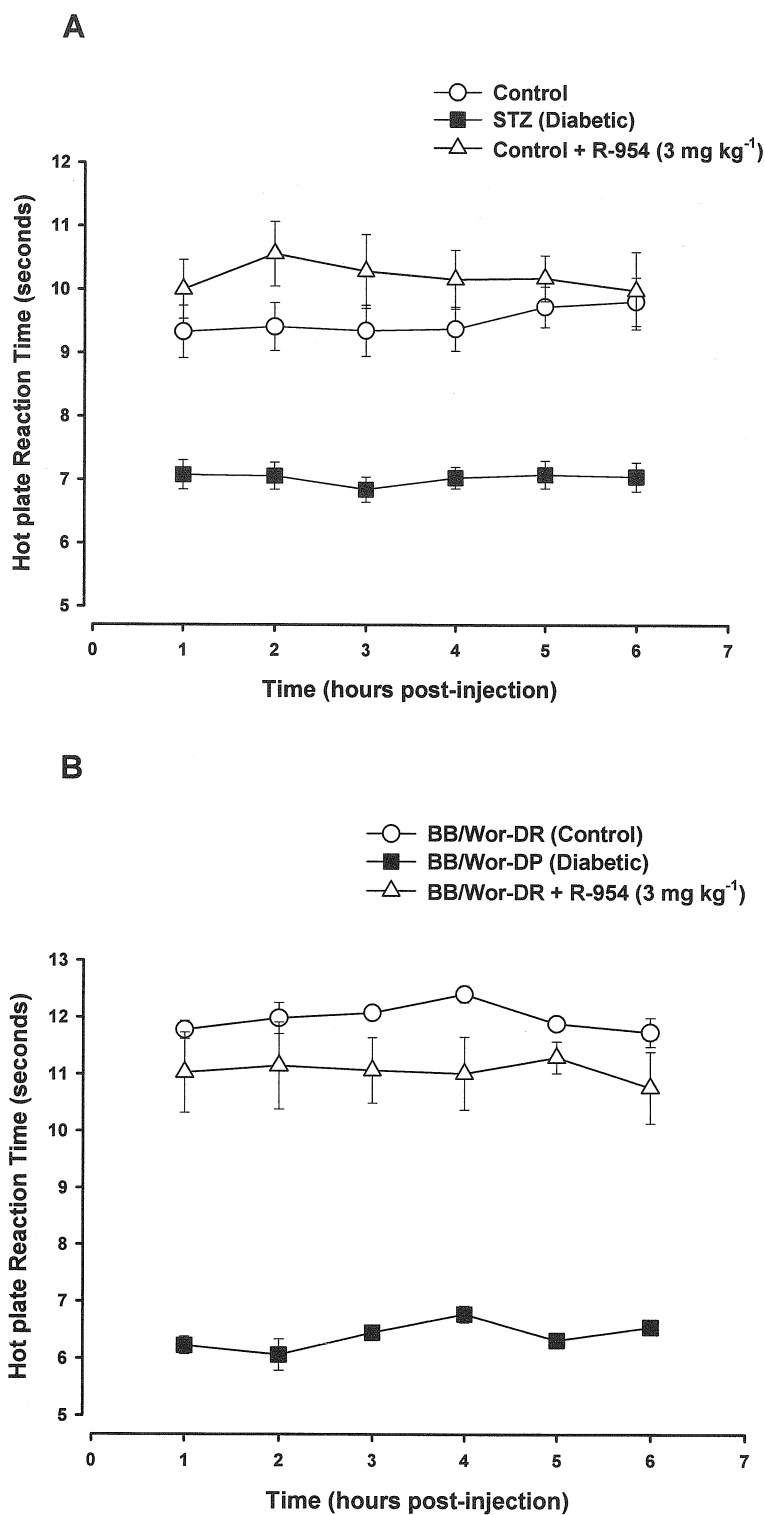 A
Control
STZ (Diabetic)
Control + R-954 (3 mg kg⁻¹)
12
11
10
9
8
7
6
5
Hot plate Reaction Time (seconds)
0 1 2 3 4 5 6 7
Time (hours post-injection)
B
BB/Wor-DR (Control)
BB/Wor-DP (Diabetic)
BB/Wor-DR + R-954 (3 mg kg⁻¹)
13
12
11
10
9
8
7
6
5
Hot plate Reaction Time (seconds)
0 1 2 3 4 5 6 7
Time (hours post-injection)